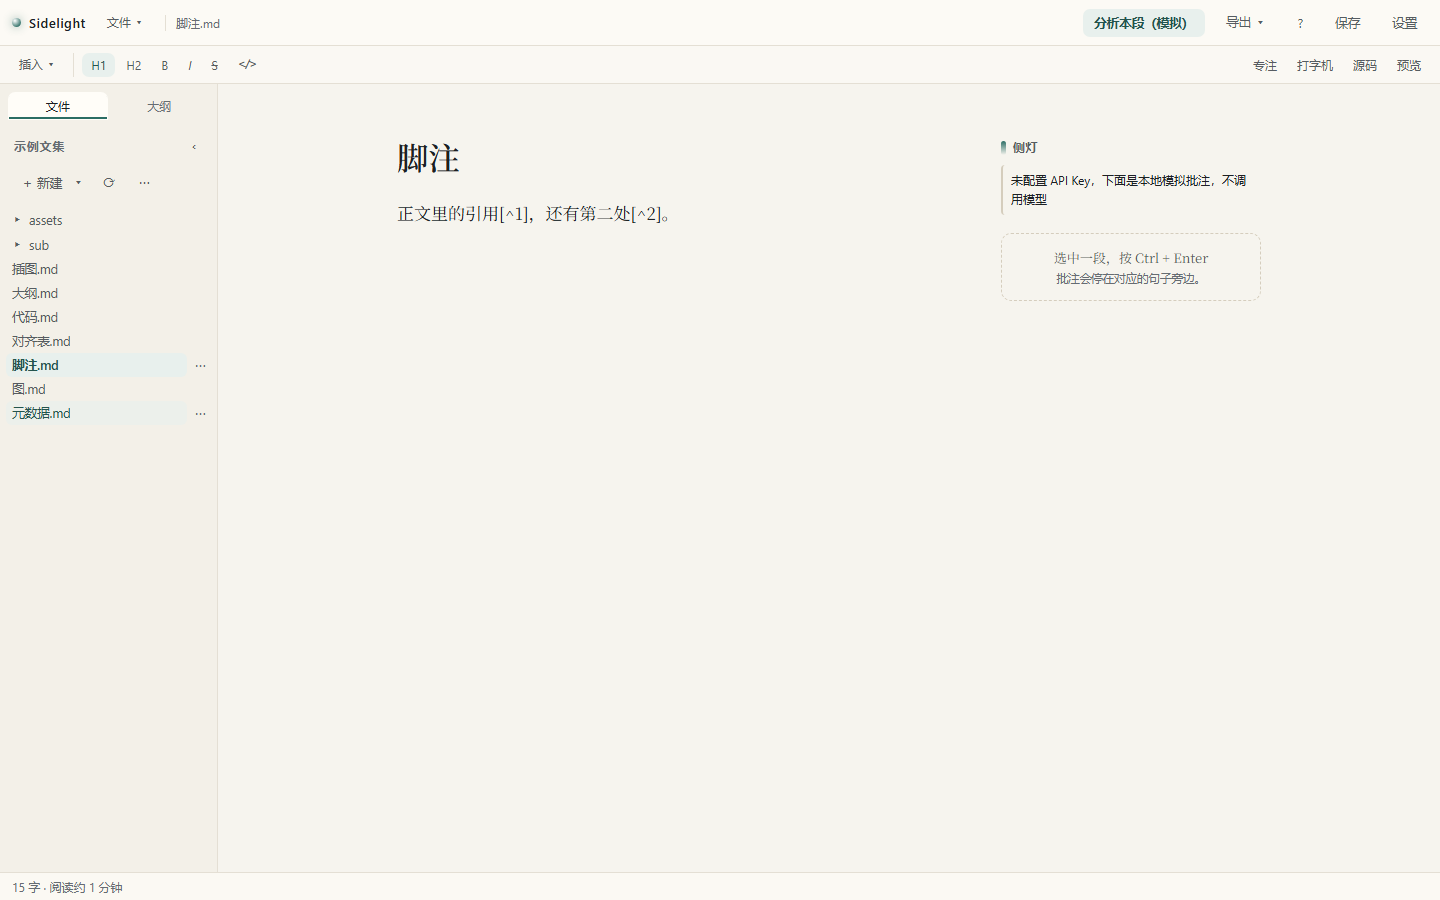 Sidelight 文件 脚注.md 分析本段（模拟） 导出 ? 保存 设置
插入 H1 H2 B I S </> 专注 打字机 源码 预览
文件 大纲
示例文集 ‹
+ 新建 ⟳ ···
assets
sub
插图.md
大纲.md
代码.md
对齐表.md
脚注.md ···
图.md
元数据.md ···
脚注
正文里的引用[^1]，还有第二处[^2]。
侧灯
未配置 API Key，下面是本地模拟批注，不调
用模型
选中一段，按 Ctrl + Enter
批注会停在对应的句子旁边。
15 字 · 阅读约 1 分钟